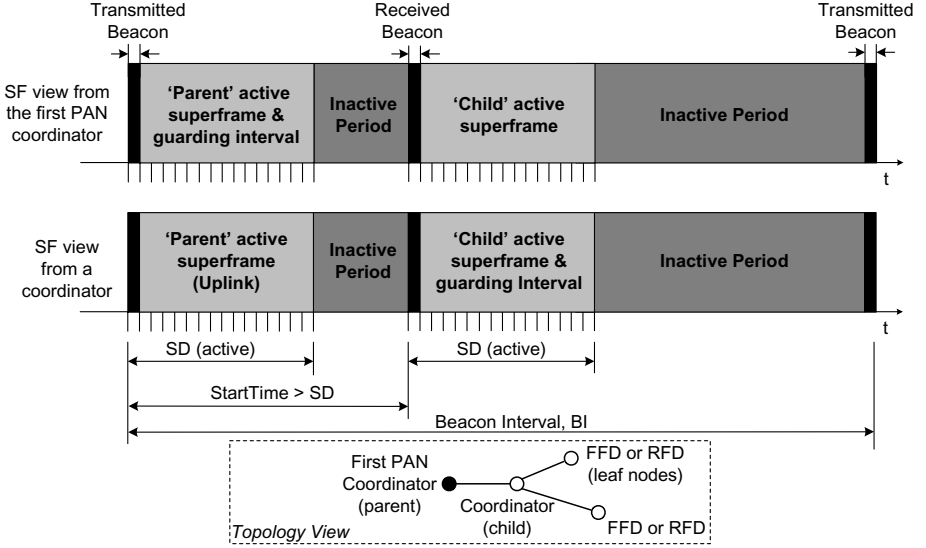 Transmitted
Beacon
Received
Beacon
Transmitted
Beacon
SF view from
the first PAN
coordinator
‘Parent’ active
superframe &
guarding interval
Inactive
Period
‘Child’ active
superframe
Inactive Period
t
SF view
from a
coordinator
‘Parent’ active
superframe
(Uplink)
Inactive
Period
‘Child’ active
superframe &
guarding Interval
Inactive Period
t
SD (active)
SD (active)
StartTime > SD
Beacon Interval, BI
First PAN
Coordinator
(parent)
Coordinator
(child)
FFD or RFD
(leaf nodes)
FFD or RFD
Topology View